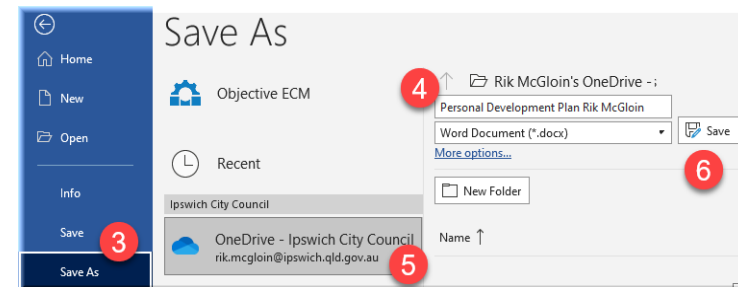 Home
New
Open
Info
Save
3
Save As
Save As
Objective ECM
Recent
Ipswich City Council
OneDrive - Ipswich City Council
rik.mcgloin@ipswich.qld.gov.au
5
4
Rik McGloin's OneDrive - 
Personal Development Plan Rik McGloin
Word Document (*.docx)
Save
More options...
6
New Folder
Name